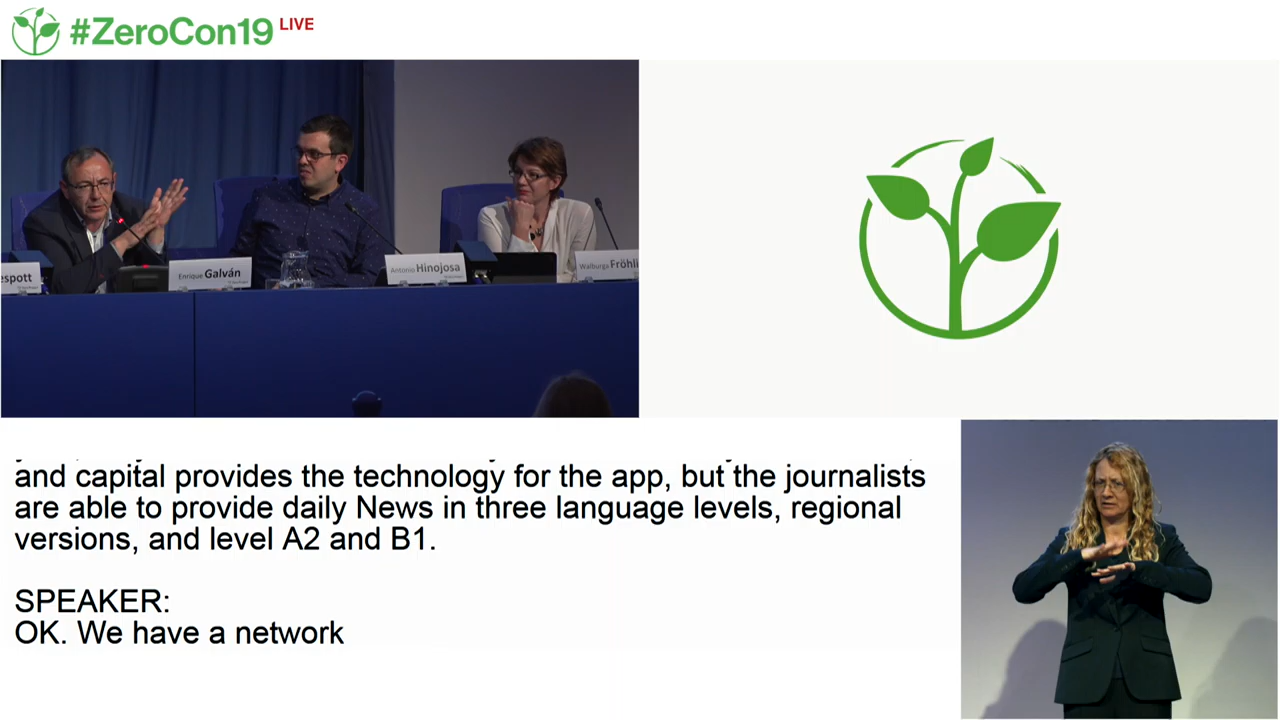 #ZeroCon19 LIVE
espott
Enrique Galván
Antonio Hinojosa
Walburga Fröhli
and capital provides the technology for the app, but the journalists
are able to provide daily News in three language levels, regional
versions, and level A2 and B1.
SPEAKER:
OK. We have a network